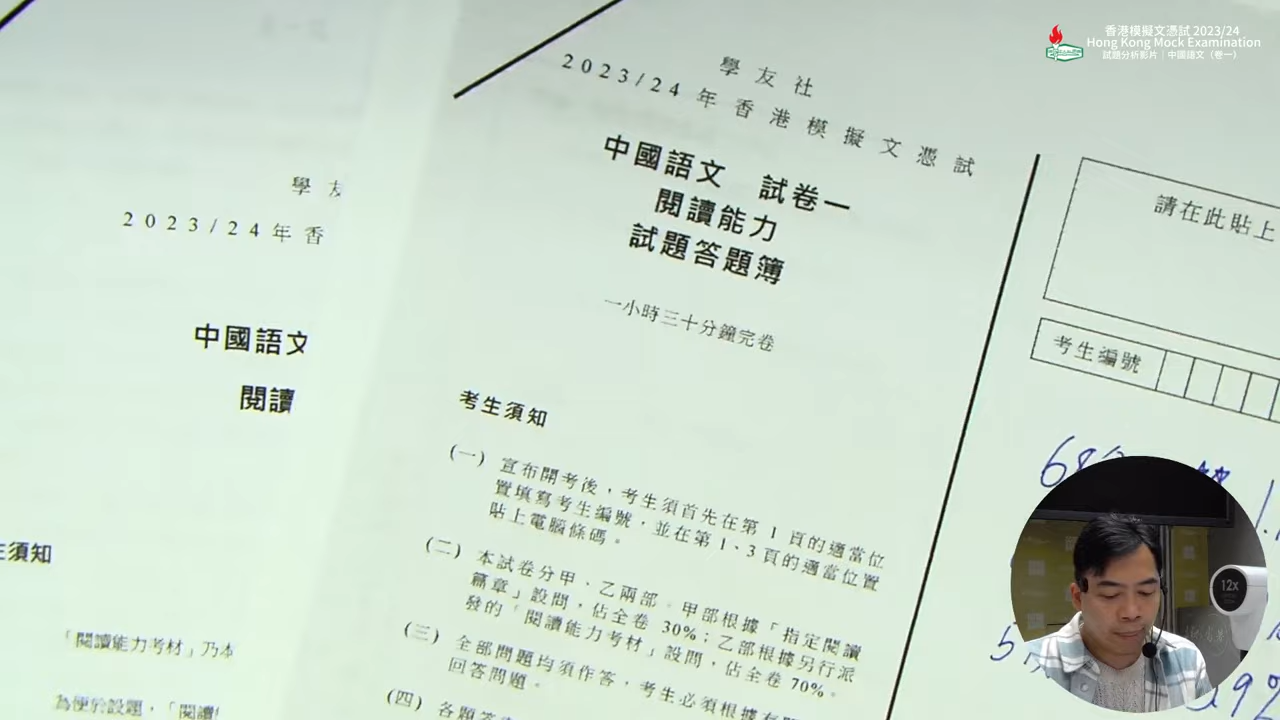 香港模擬文憑試 2023/24
Hong Kong Mock Examination
試題分析影片｜中國語文（卷一）
學友
2023/24年香
中國語文
閱讀
須知
「閱讀能力考材」乃本
為便於設題，「閱讀
學友社
2023/24年香港模擬文憑試
中國語文 試卷一
閱讀能力
試題答題簿
一小時三十分鐘完卷
考生須知
(一) 宣布開考後，考生須首先在第 1 頁的適當位
置填寫考生編號，並在第1、3頁的適當位置
貼上電腦條碼。
(二) 本試卷分甲、乙兩部。甲部根據「指定閱讀
篇章」設問，佔全卷 30%；乙部根據另行派
發的「閱讀能力考材」設問，佔全卷 70%。
(三) 全部問題均須作答，考生必須根據
回答問題。
(四) 各題答
請在此貼上
考生編號
12x